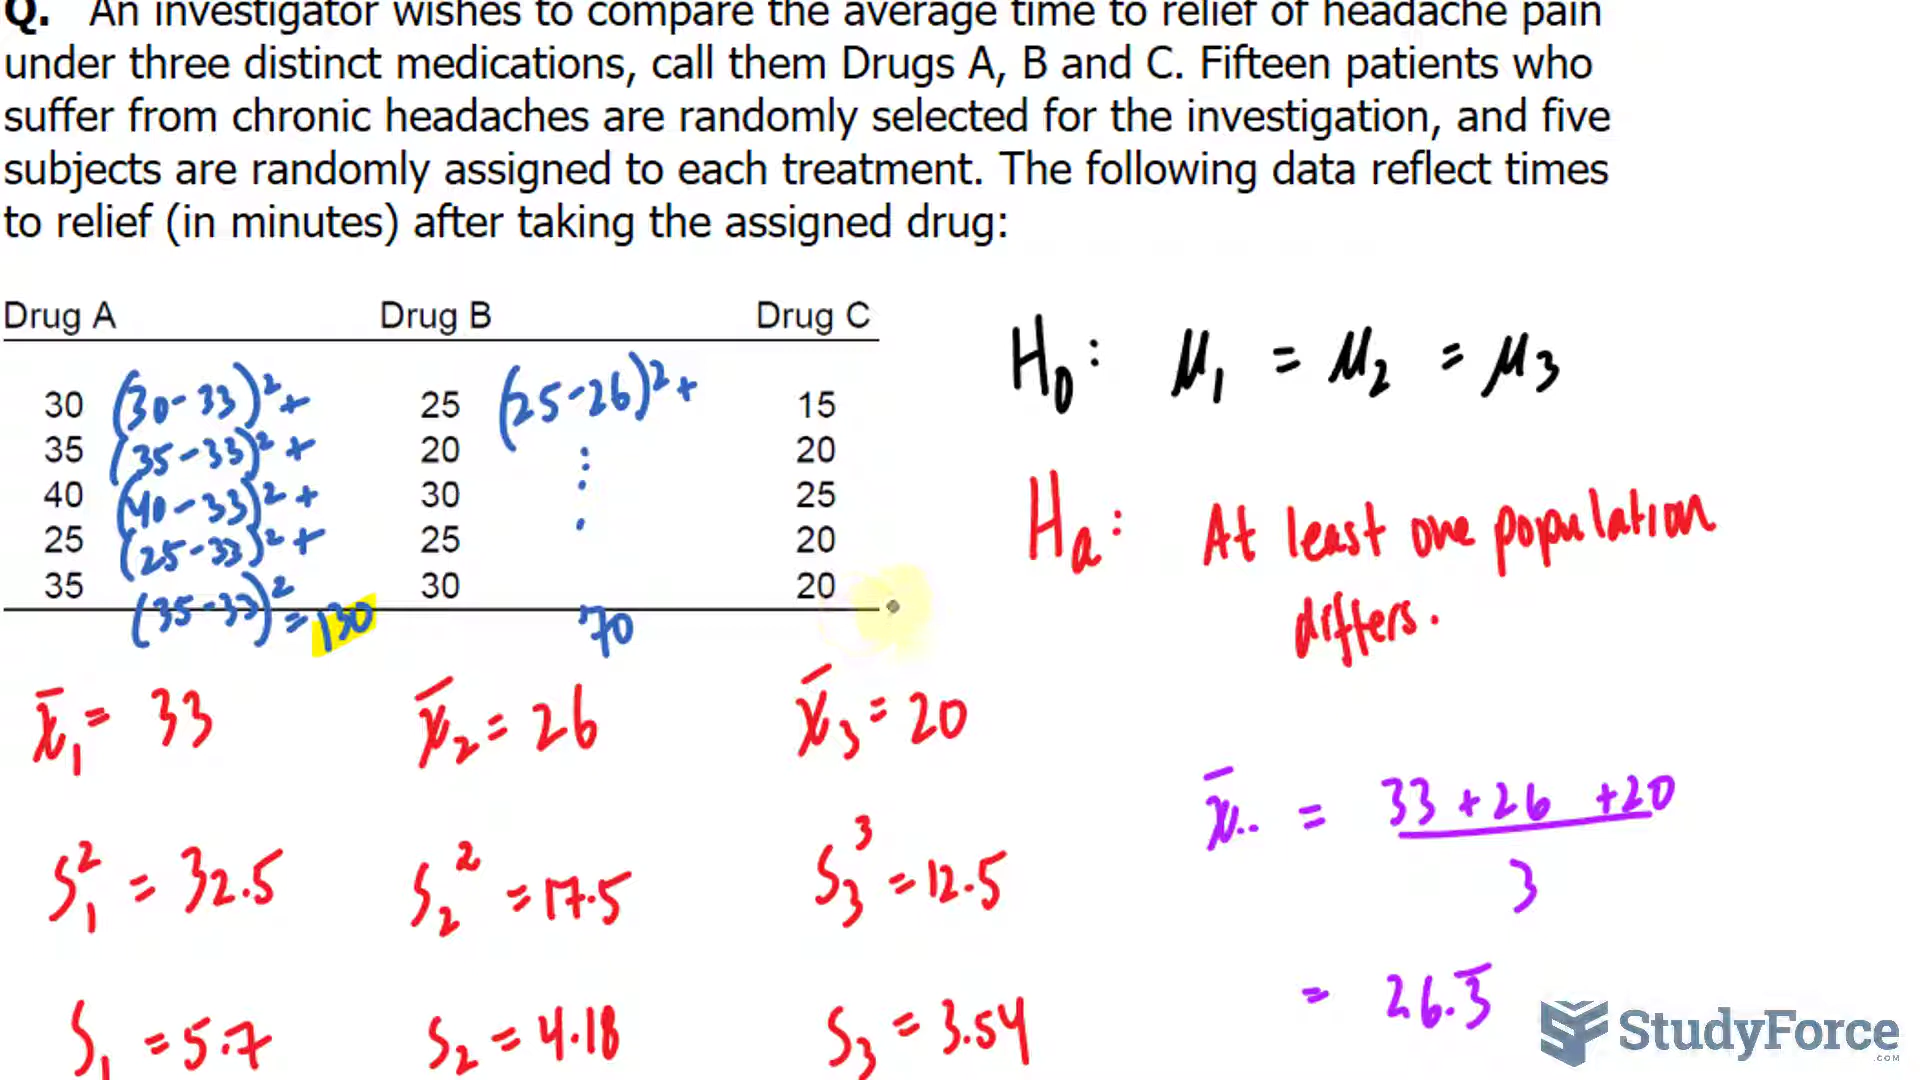 Q. An investigator wishes to compare the average time to relief of headache pain
under three distinct medications, call them Drugs A, B and C. Fifteen patients who
suffer from chronic headaches are randomly selected for the investigation, and five
subjects are randomly assigned to each treatment. The following data reflect times
to relief (in minutes) after taking the assigned drug:
Drug A Drug B Drug C
30 (30-33)² + 25 (25-26)² + 15
35 (35-33)² + 20 20
40 (40-33)² + 30 25
25 (25-33)² + 25 20
35 (35-33)² = 130 30 70 20
x̄₁ = 33 x̄₂ = 26 x̄₃ = 20
S₁² = 32.5 S₂² = 17.5 S₃³ = 12.5
S₁ = 5.7 S₂ = 4.18 S₃ = 3.54
H₀: μ₁ = μ₂ = μ₃
Hₐ: At least one population
differs.
x̄.. = 33 + 26 + 20
3
= 26.3̄
StudyForce
.COM